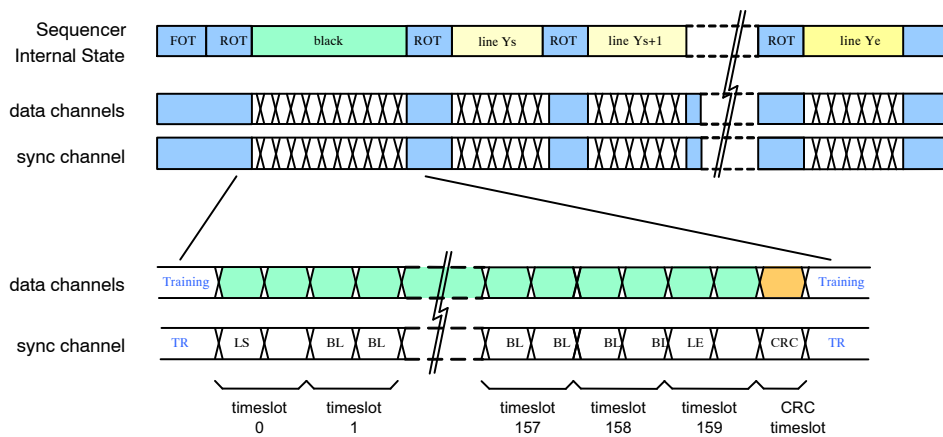 Sequencer
Internal State
FOT ROT black ROT line Ys ROT line Ys+1 ROT line Ye
data channels
sync channel
data channels Training Training
sync channel TR LS BL BL BL BL BL BL LE CRC TR
timeslot 0
timeslot 1
timeslot 157
timeslot 158
timeslot 159
CRC timeslot